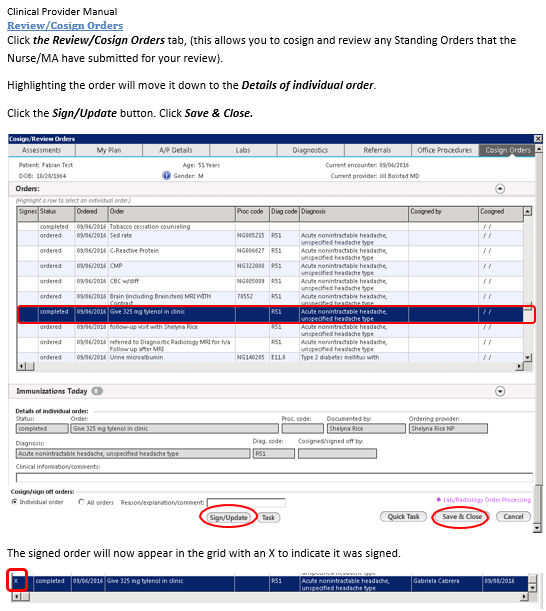 Clinical Provider Manual
Review/Cosign Orders
Click the Review/Cosign Orders tab, (this allows you to cosign and review any Standing Orders that the
Nurse/MA have submitted for your review).
Highlighting the order will move it down to the Details of individual order.
Click the Sign/Update button. Click Save & Close.
Cosign/Review Orders
Assessments My Plan A/P Details Labs Diagnostics Referrals Office Procedures Cosign Orders
Patient: Fabian Test Age: 51 Years Current encounter: 09/06/2016
DOB: 10/20/1964 Gender: M Current provider: Jill Bolstad MD
Orders:
(Highlight a row to select an individual order.)
Signed Status Ordered Order Proc code Diag code Diagnosis Cosigned by Cosigned
completed 09/06/2016 Tobacco cessation counseling / /
ordered 09/06/2016 Sed rate NG005215 R51 Acute nonintractable headache, / /
unspecified headache type
ordered 09/06/2016 C-Reactive Protein NG006627 R51 Acute nonintractable headache, / /
unspecified headache type
ordered 09/06/2016 CMP NG322000 R51 Acute nonintractable headache, / /
unspecified headache type
ordered 09/06/2016 CBC w/diff NG005009 R51 Acute nonintractable headache, / /
unspecified headache type
ordered 09/06/2016 Brain (including Brainstem) MRI WITH 70552 R51 Acute nonintractable headache, / /
Contrast unspecified headache type
completed 09/06/2016 Give 325 mg tylenol in clinic R51 Acute nonintractable headache, / /
unspecified headache type
ordered 09/06/2016 follow-up visit with Shelyna Rice R51 Acute nonintractable headache, / /
unspecified headache type
ordered 09/06/2016 referred to Diagnostic Radiology MRI for h/a R51 Acute nonintractable headache, / /
Follow up after MRI unspecified headache type
ordered 09/06/2016 Urine microalbumin NG140285 E11.8 Type 2 diabetes mellitus with / /
Immunizations Today 0
Details of individual order:
Status: Order: Proc. code: Documented by: Ordering provider:
completed Give 325 mg tylenol in clinic Shelyna Rice Shelyna Rice NP
Diagnosis: Diag. code: Cosigned/signed off by:
Acute nonintractable headache, unspecified headache type R51
Clinical information/comments:
Cosign/sign off orders: Lab/Radiology Order Processing
Individual order All orders Reason/explanation/comment:
Sign/Update Task Quick Task Save & Close Cancel
The signed order will now appear in the grid with an X to indicate it was signed.
X completed 09/06/2016 Give 325 mg tylenol in clinic R51 Acute nonintractable headache, Gabriela Cabrera 09/08/2016
unspecified headache type